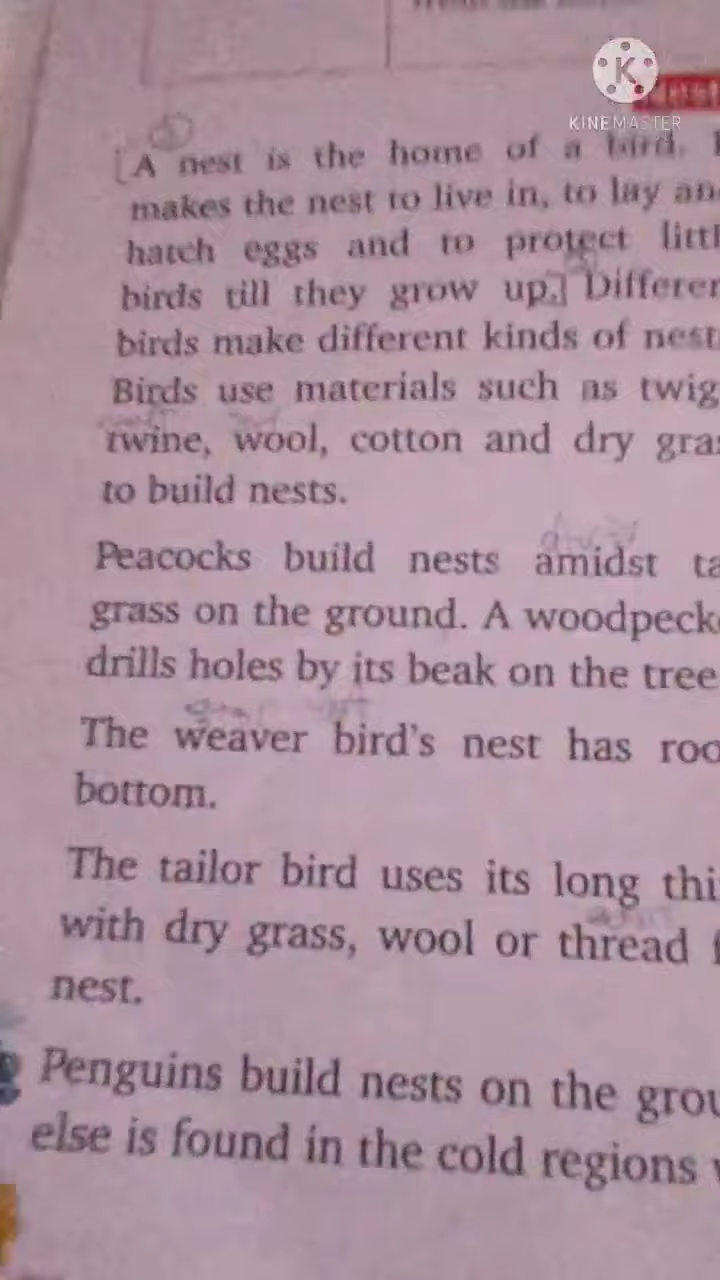 KINEMASTER
A nest is the home of a bird.
makes the nest to live in, to lay an
hatch eggs and to protect littl
birds till they grow up. Differen
birds make different kinds of nest
Birds use materials such as twig
twine, wool, cotton and dry gras
to build nests.
Peacocks build nests amidst ta
grass on the ground. A woodpecke
drills holes by its beak on the tree
The weaver bird's nest has roo
bottom.
The tailor bird uses its long thi
with dry grass, wool or thread f
nest.
Penguins build nests on the grou
else is found in the cold regions